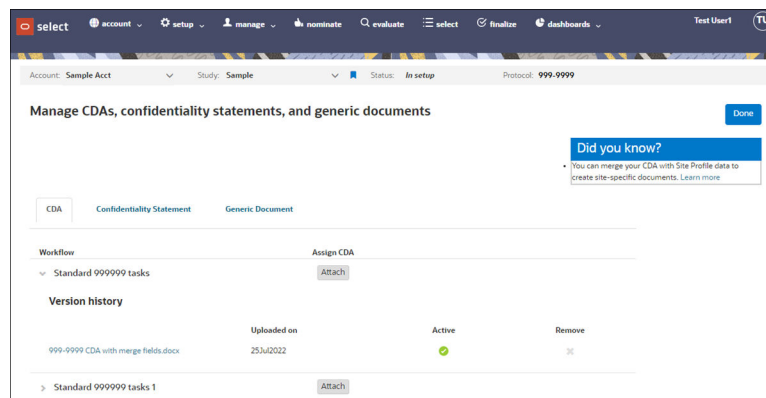 select account setup manage nominate evaluate select finalize dashboards Test User1 TU
Account: Sample Acct Study: Sample Status: In setup Protocol: 999-9999
Manage CDAs, confidentiality statements, and generic documents
Done
Did you know?
You can merge your CDA with Site Profile data to
create site-specific documents. Learn more
CDA Confidentiality Statement Generic Document
Workflow Assign CDA
Standard 999999 tasks Attach
Version history
Uploaded on Active Remove
999-9999 CDA with merge fields.docx 25Jul2022
Standard 999999 tasks 1 Attach